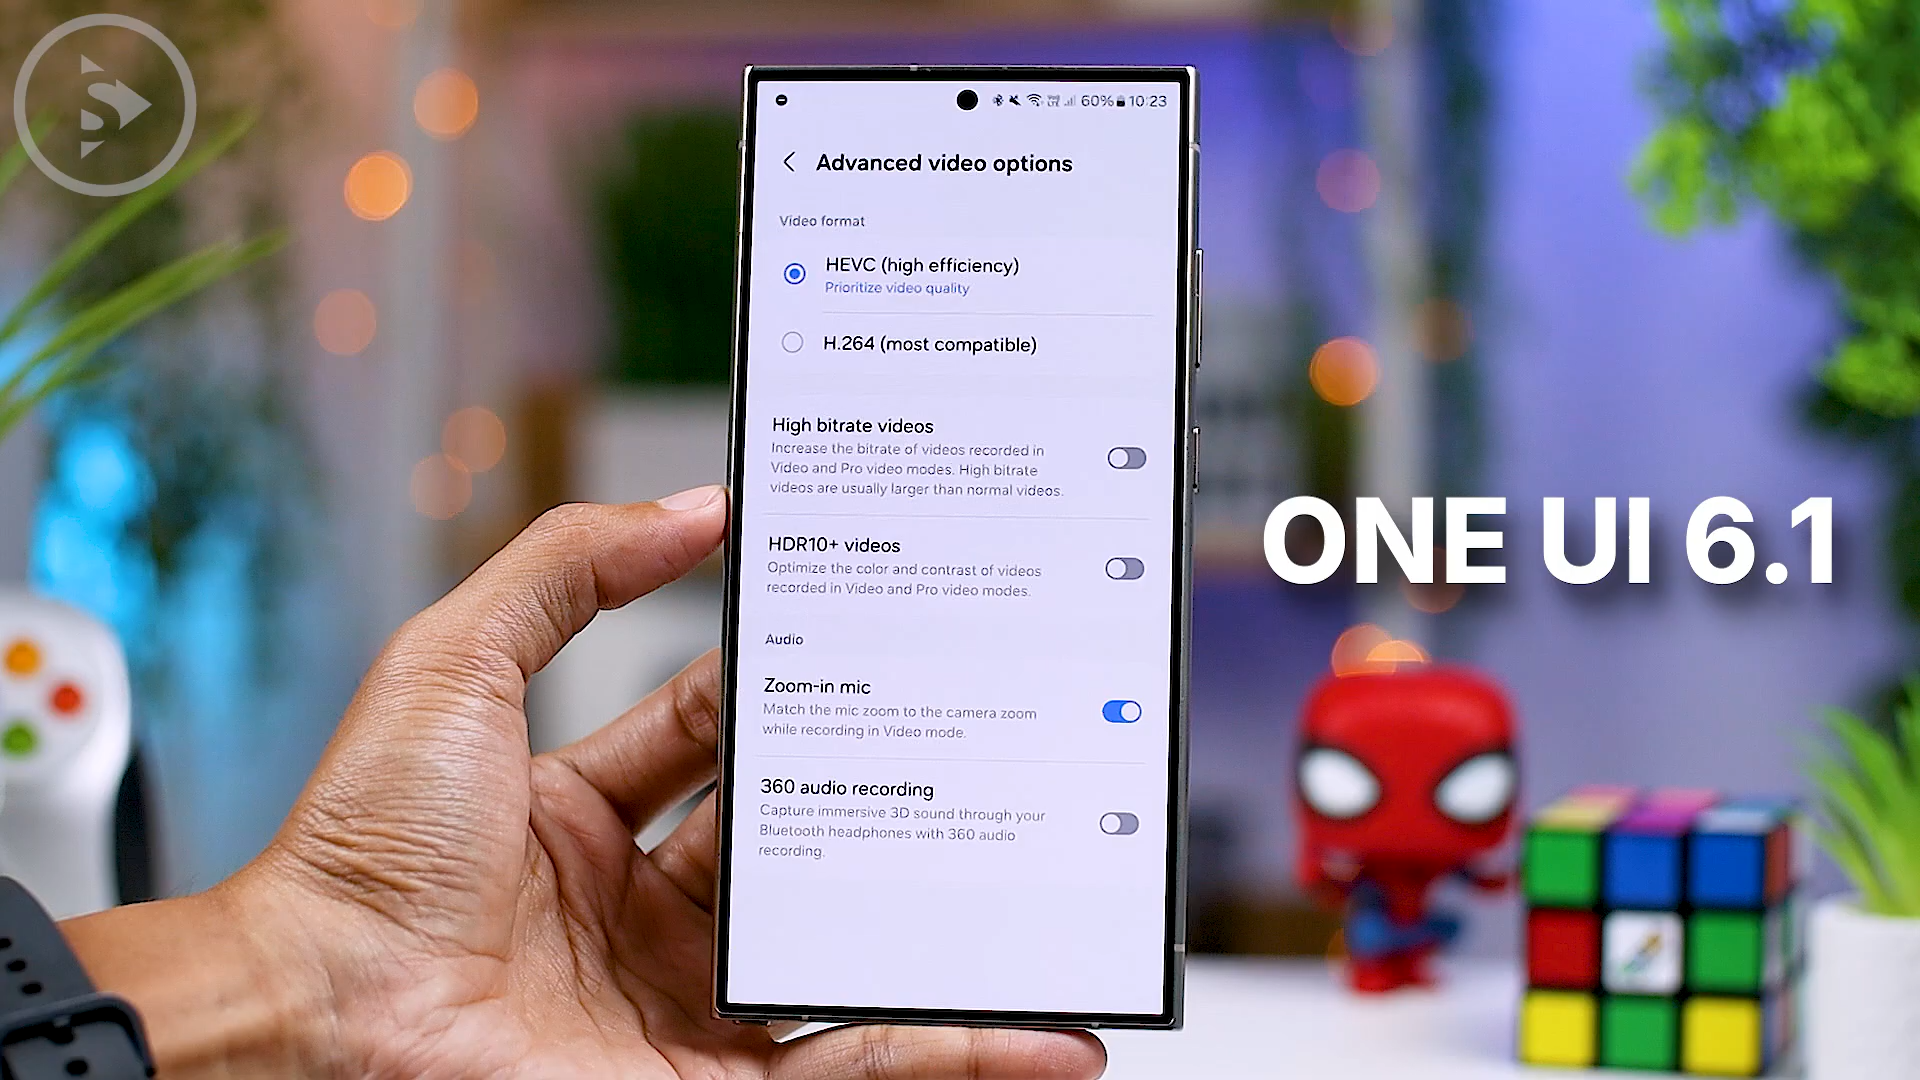 60% 10:23
Advanced video options
Video format
HEVC (high efficiency)
Prioritize video quality
H.264 (most compatible)
High bitrate videos
Increase the bitrate of videos recorded in
Video and Pro video modes. High bitrate
videos are usually larger than normal videos.
HDR10+ videos
Optimize the color and contrast of videos
recorded in Video and Pro video modes.
Audio
Zoom-in mic
Match the mic zoom to the camera zoom
while recording in Video mode.
360 audio recording
Capture immersive 3D sound through your
Bluetooth headphones with 360 audio
recording.
ONE UI 6.1